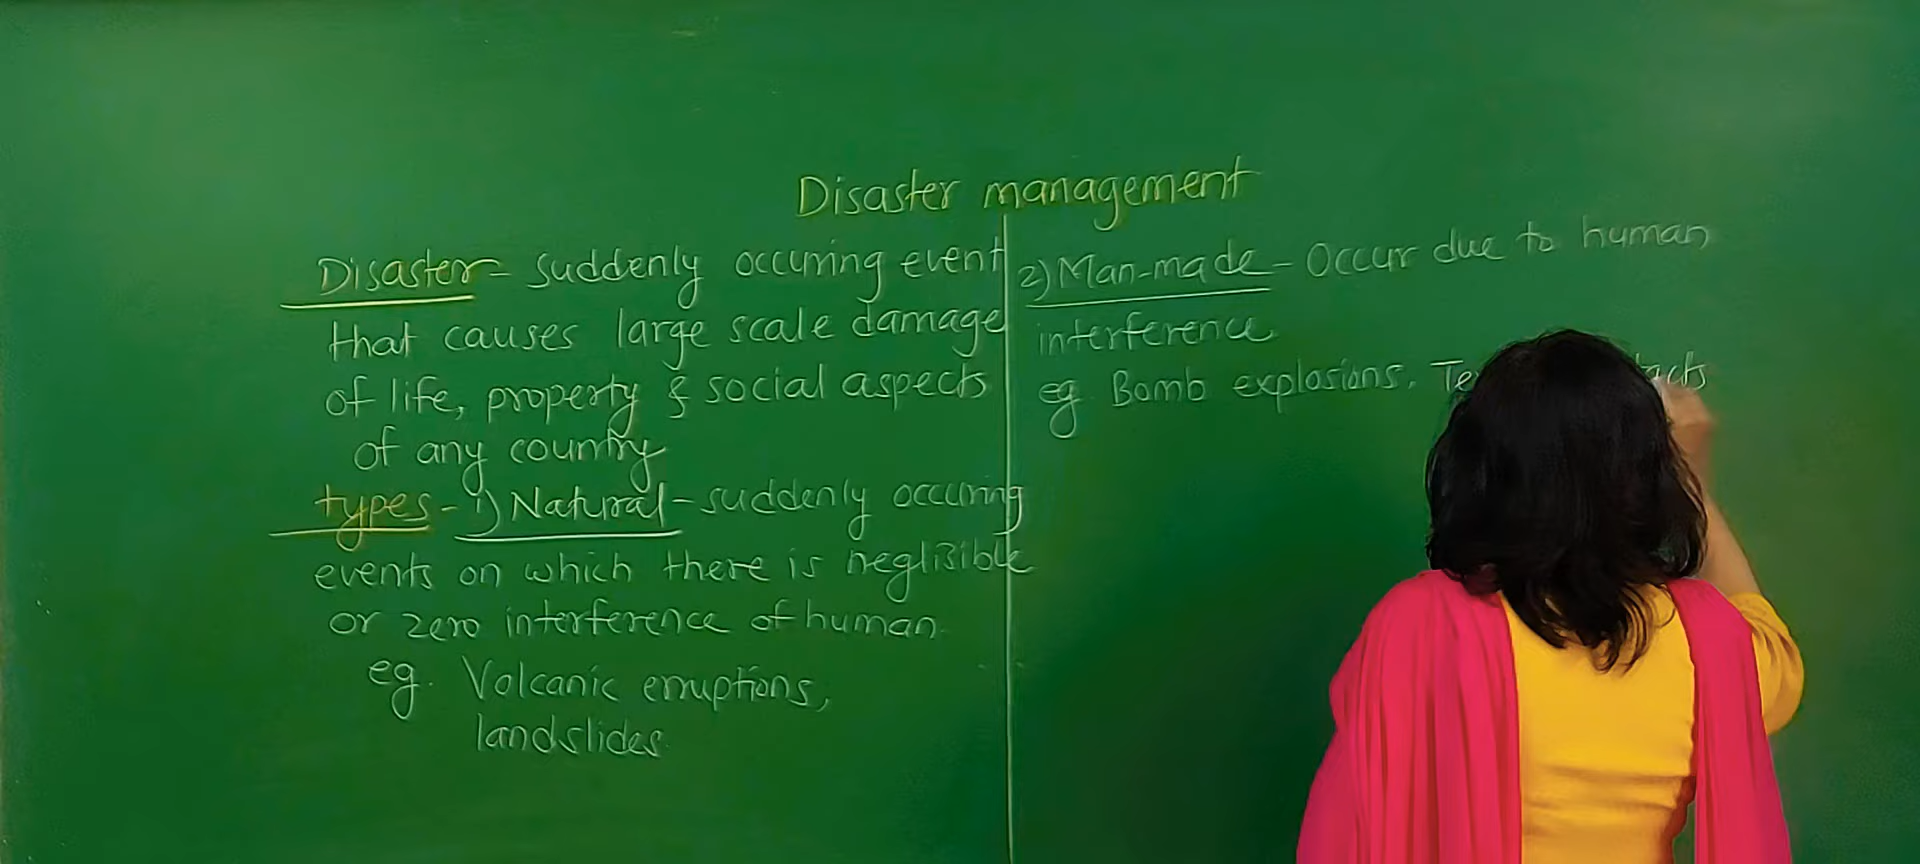 Disaster management
Disaster- suddenly occuring event
that causes large scale damage
of life, property & social aspects
of any country
types - 1) Natural - suddenly occuring
events on which there is neglisible
or zero interference of human.
eg. Volcanic erruptions,
landslides
2) Man-made - Occur due to human
interference
eg. Bomb explosions,